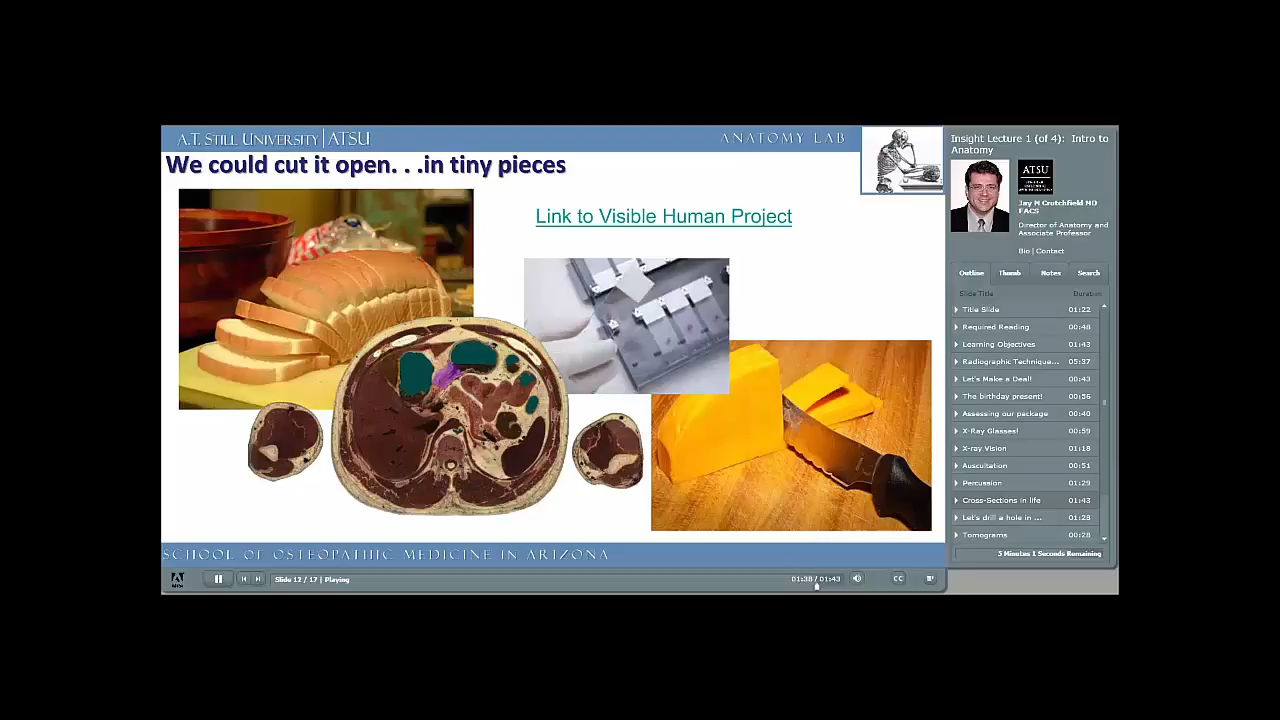 A.T. STILL UNIVERSITY | ATSU
ANATOMY LAB
We could cut it open. . .in tiny pieces
Link to Visible Human Project
SCHOOL OF OSTEOPATHIC MEDICINE IN ARIZONA
Slide 12 / 17 | Playing
01:38 / 01:43
CC
Insight Lecture 1 (of 4): Intro to
Anatomy
ATSU
Jay M Crutchfield MD
FACS
Director of Anatomy and
Associate Professor
Bio | Contact
Outline Thumb Notes Search
Slide Title Duration
Title Slide 01:22
Required Reading 00:48
Learning Objectives 01:43
Radiographic Technique... 05:37
Let's Make a Deal! 00:43
The birthday present! 00:56
Assessing our package 00:40
X-Ray Glasses! 00:59
X-ray Vision 01:18
Auscultation 00:51
Percussion 01:29
Cross-Sections in life 01:43
Let's drill a hole in ... 01:28
Tomograms 00:28
5 Minutes 1 Seconds Remaining